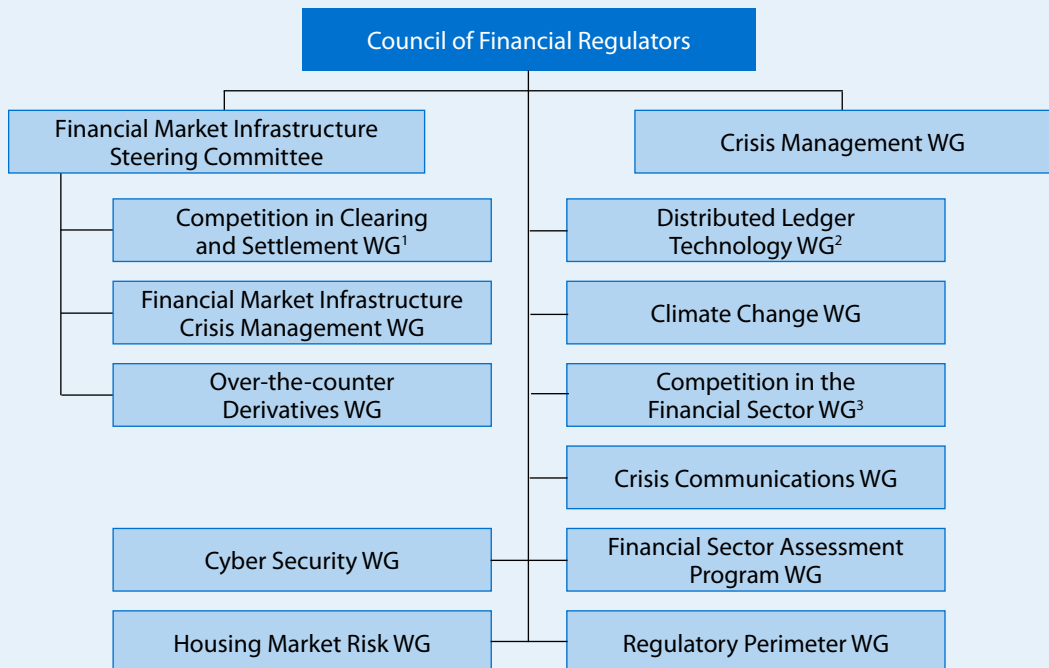 Council of Financial Regulators
Financial Market Infrastructure
Steering Committee
Crisis Management WG
Competition in Clearing
and Settlement WG¹
Distributed Ledger
Technology WG²
Financial Market Infrastructure
Crisis Management WG
Climate Change WG
Over-the-counter
Derivatives WG
Competition in the
Financial Sector WG³
Crisis Communications WG
Cyber Security WG
Financial Sector Assessment
Program WG
Housing Market Risk WG
Regulatory Perimeter WG